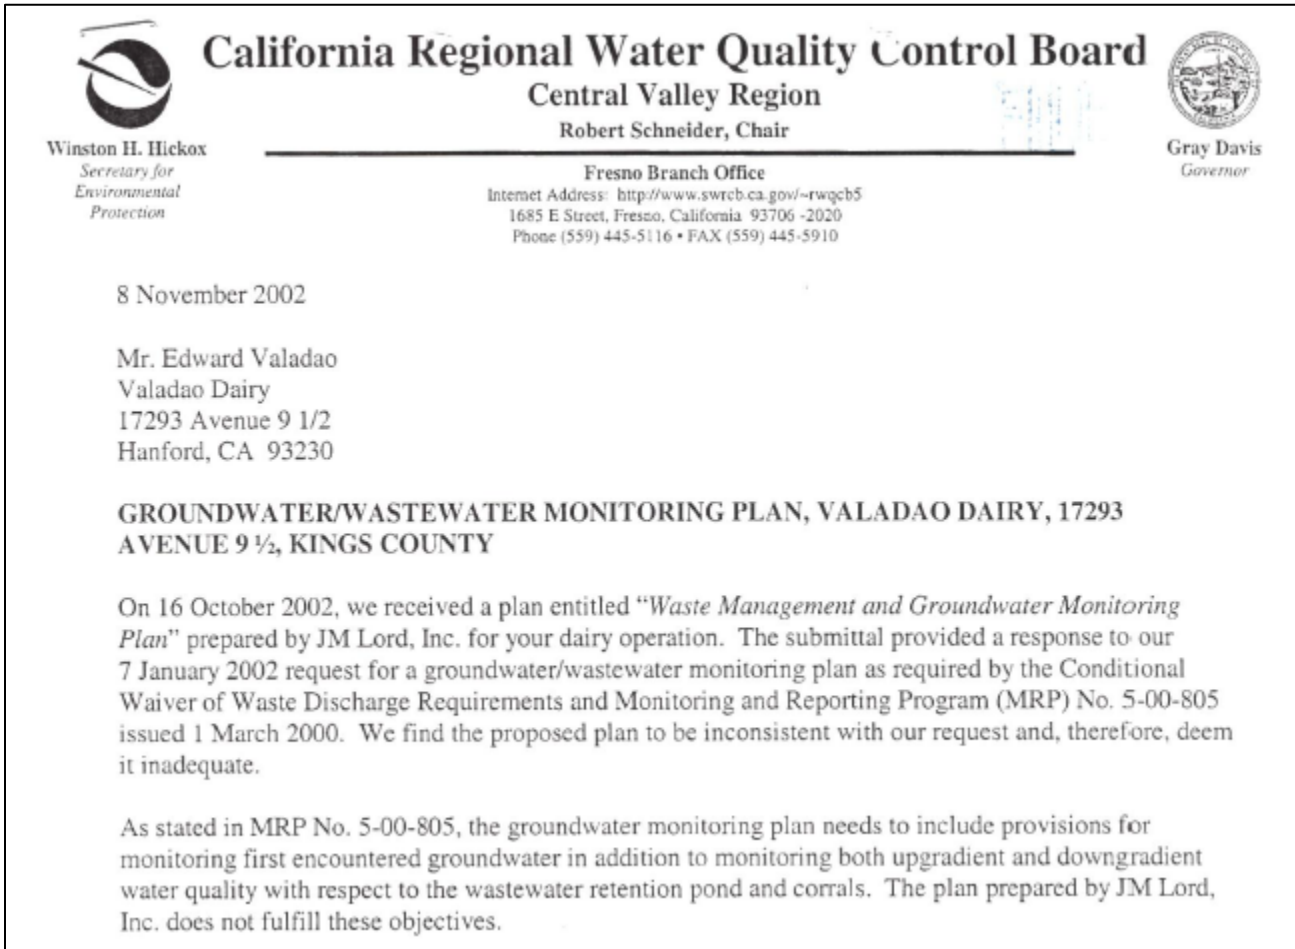 California Regional Water Quality Control Board
Central Valley Region
Robert Schneider, Chair
Winston H. Hickox
Secretary for
Environmental
Protection
Gray Davis
Governor
Fresno Branch Office
Internet Address: http://www.swrcb.ca.gov/~rwqcb5
1685 E Street, Fresno, California 93706 -2020
Phone (559) 445-5116 • FAX (559) 445-5910
8 November 2002
Mr. Edward Valadao
Valadao Dairy
17293 Avenue 9 1/2
Hanford, CA 93230
GROUNDWATER/WASTEWATER MONITORING PLAN, VALADAO DAIRY, 17293
AVENUE 9 ½, KINGS COUNTY
On 16 October 2002, we received a plan entitled “Waste Management and Groundwater Monitoring
Plan” prepared by JM Lord, Inc. for your dairy operation. The submittal provided a response to our
7 January 2002 request for a groundwater/wastewater monitoring plan as required by the Conditional
Waiver of Waste Discharge Requirements and Monitoring and Reporting Program (MRP) No. 5-00-805
issued 1 March 2000. We find the proposed plan to be inconsistent with our request and, therefore, deem
it inadequate.
As stated in MRP No. 5-00-805, the groundwater monitoring plan needs to include provisions for
monitoring first encountered groundwater in addition to monitoring both upgradient and downgradient
water quality with respect to the wastewater retention pond and corrals. The plan prepared by JM Lord,
Inc. does not fulfill these objectives.